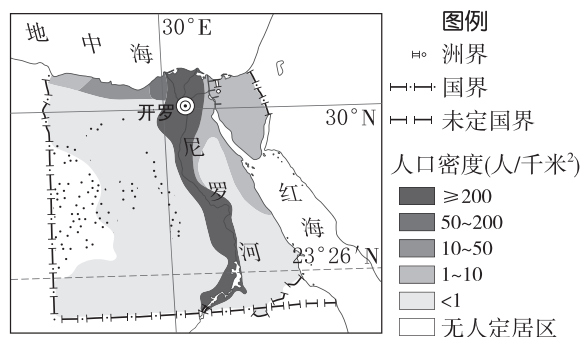 地中海
30°E
30°N
开罗
尼罗河
红海
23°26′N
图例
洲界
国界
未定国界
人口密度(人/千米²)
≥200
50~200
10~50
1~10
<1
无人定居区